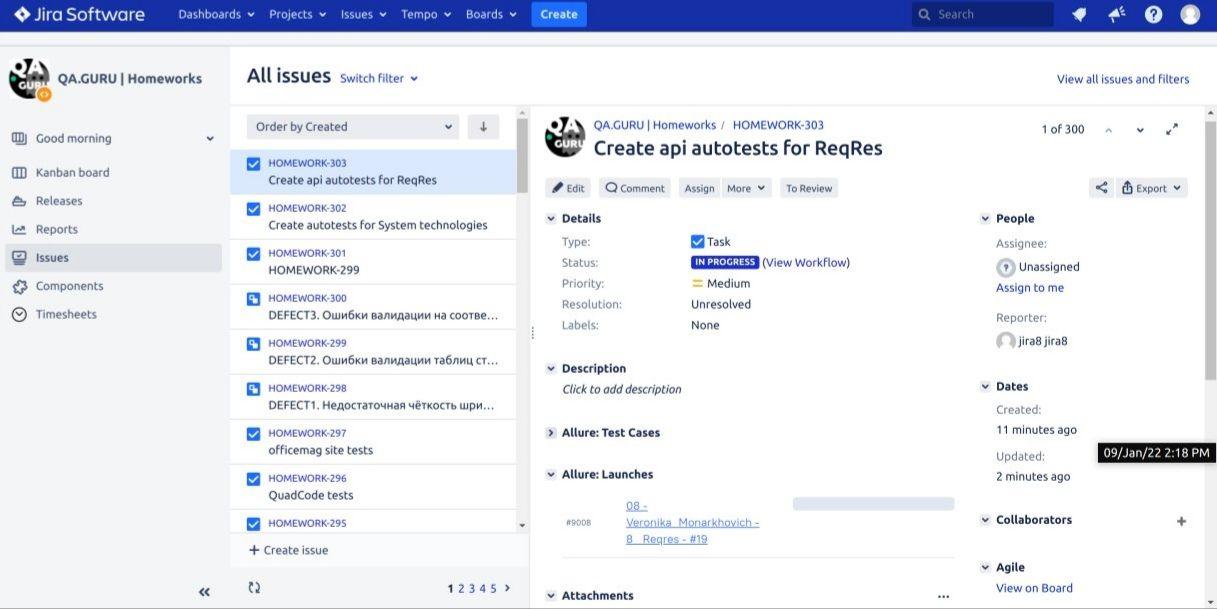 Jira Software Dashboards Projects Issues Tempo Boards Create Search
QA.GURU | Homeworks
Good morning
Kanban board
Releases
Reports
Issues
Components
Timesheets
All issues Switch filter
View all issues and filters
Order by Created
HOMEWORK-303
Create api autotests for ReqRes
HOMEWORK-302
Create autotests for System technologies
HOMEWORK-301
HOMEWORK-299
HOMEWORK-300
DEFECT3. Ошибки валидации на соотве...
HOMEWORK-299
DEFECT2. Ошибки валидации таблиц ст...
HOMEWORK-298
DEFECT1. Недостаточная чёткость шри...
HOMEWORK-297
officemag site tests
HOMEWORK-296
QuadCode tests
HOMEWORK-295
+ Create issue
1 2 3 4 5
QA
GURU
QA.GURU | Homeworks / HOMEWORK-303
Create api autotests for ReqRes
1 of 300
Edit Comment Assign More To Review
Export
Details
Type: Task
Status: IN PROGRESS (View Workflow)
Priority: Medium
Resolution: Unresolved
Labels: None
Description
Click to add description
Allure: Test Cases
Allure: Launches
#9008
08 -
Veronika_Monarkhovich -
8_ Reqres - #19
Attachments
People
Assignee:
Unassigned
Assign to me
Reporter:
jira8 jira8
Dates
Created:
11 minutes ago
09/Jan/22 2:18 PM
Updated:
2 minutes ago
Collaborators
Agile
View on Board